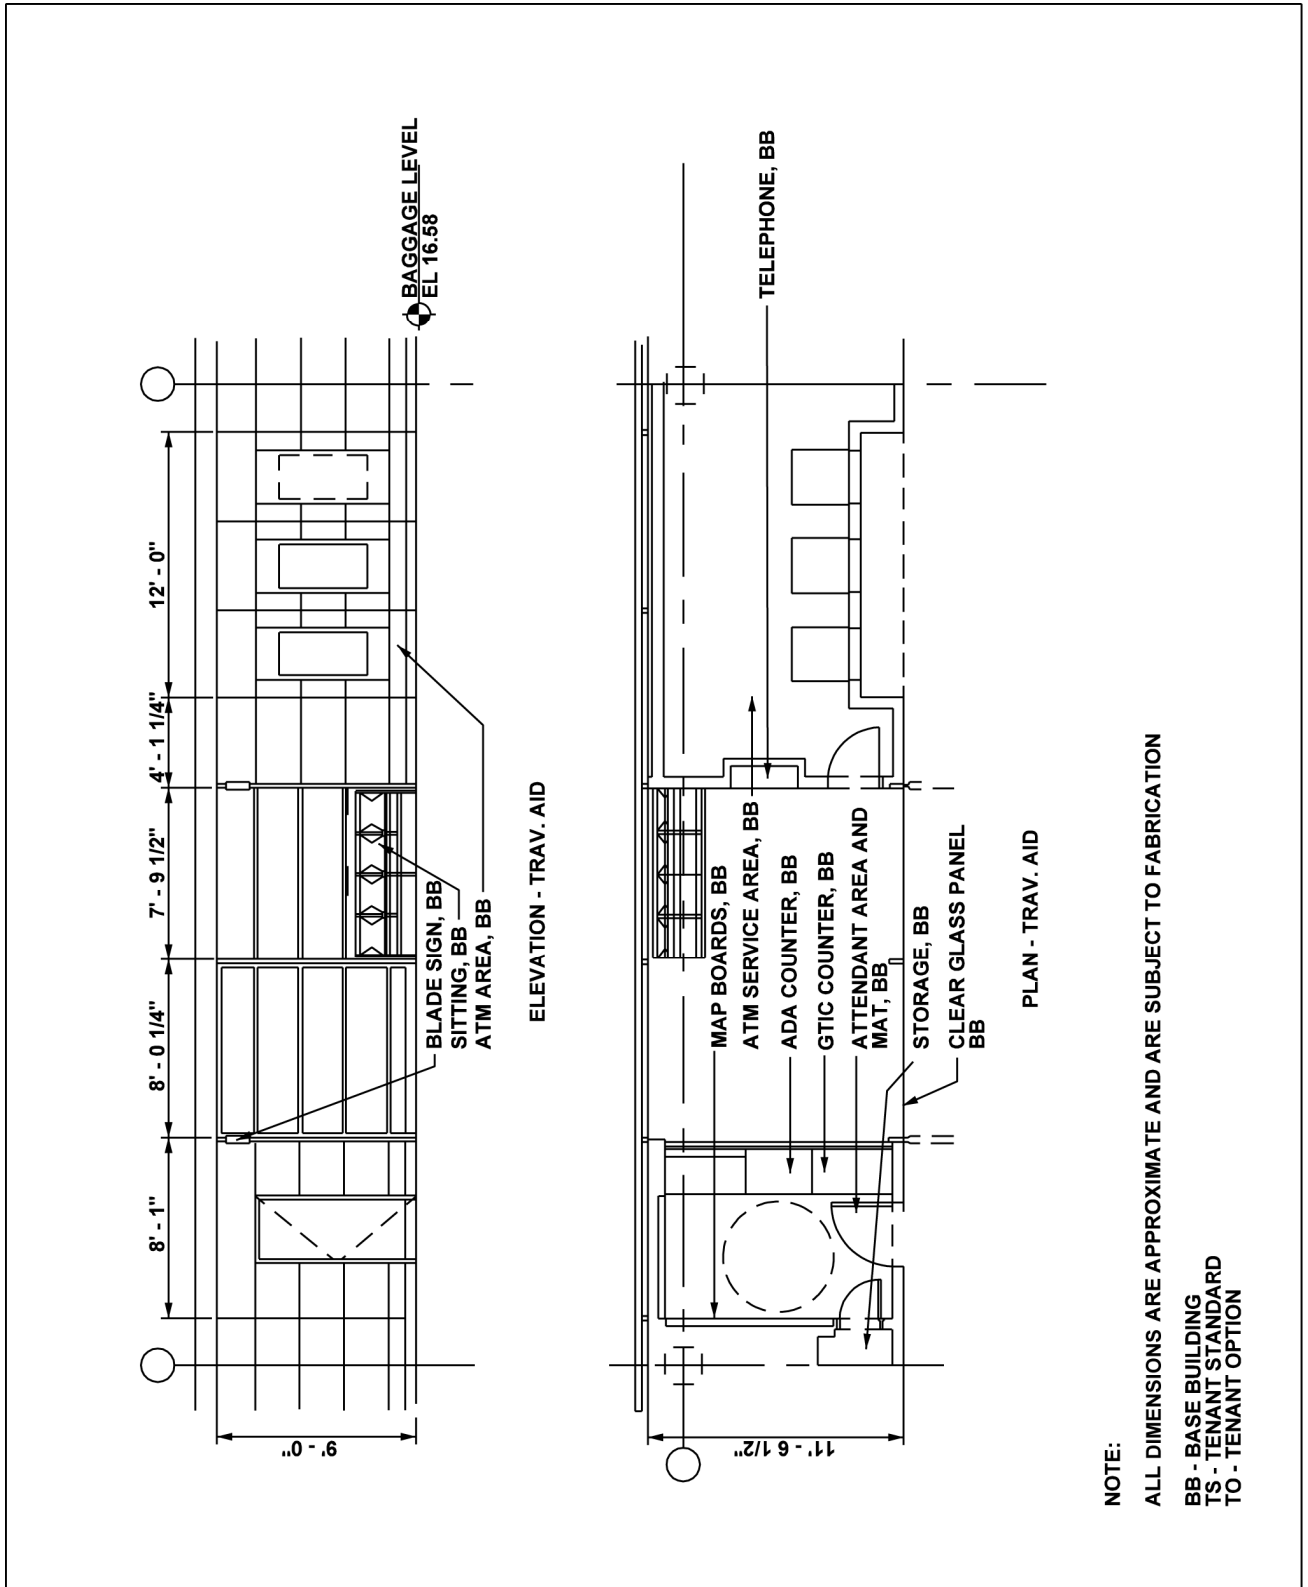 8' - 1"
8' - 0 1/4"
7' - 9 1/2"
4' - 1 1/4"
12' - 0"
9' - 0"
BAGGAGE LEVEL
EL 16.58
BLADE SIGN, BB
SITTING, BB
ATM AREA, BB
ELEVATION - TRAV. AID
11' - 6 1/2"
TELEPHONE, BB
MAP BOARDS, BB
ATM SERVICE AREA, BB
ADA COUNTER, BB
GTIC COUNTER, BB
ATTENDANT AREA AND
MAT, BB
STORAGE, BB
CLEAR GLASS PANEL
BB
PLAN - TRAV. AID
NOTE:
ALL DIMENSIONS ARE APPROXIMATE AND ARE SUBJECT TO FABRICATION
BB - BASE BUILDING
TS - TENANT STANDARD
TO - TENANT OPTION